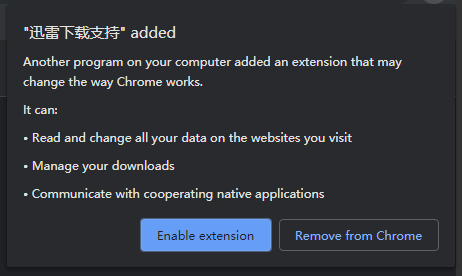 "迅雷下载支持" added
Another program on your computer added an extension that may
change the way Chrome works.
It can:
• Read and change all your data on the websites you visit
• Manage your downloads
• Communicate with cooperating native applications
Enable extension
Remove from Chrome